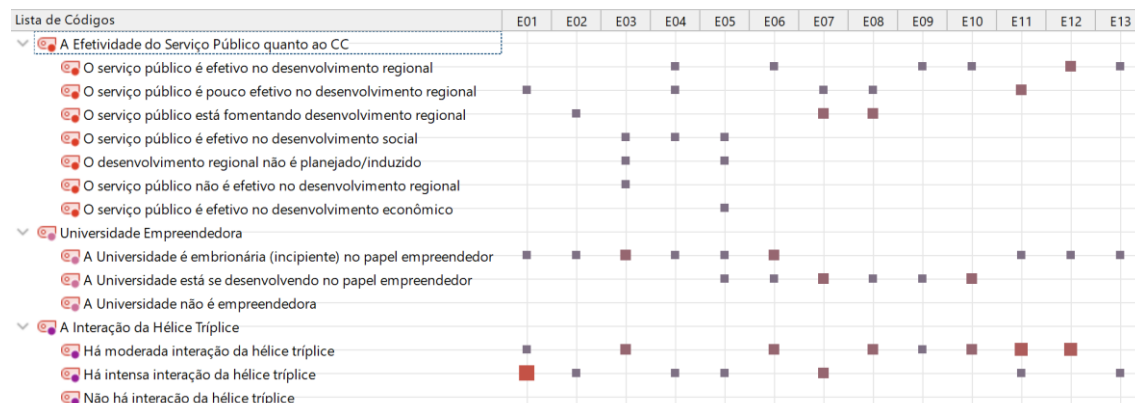 Lista de Códigos E01 E02 E03 E04 E05 E06 E07 E08 E09 E10 E11 E12 E13
A Efetividade do Serviço Público quanto ao CC
O serviço público é efetivo no desenvolvimento regional
O serviço público é pouco efetivo no desenvolvimento regional
O serviço público está fomentando desenvolvimento regional
O serviço público é efetivo no desenvolvimento social
O desenvolvimento regional não é planejado/induzido
O serviço público não é efetivo no desenvolvimento regional
O serviço público é efetivo no desenvolvimento econômico
Universidade Empreendedora
A Universidade é embrionária (incipiente) no papel empreendedor
A Universidade está se desenvolvendo no papel empreendedor
A Universidade não é empreendedora
A Interação da Hélice Tríplice
Há moderada interação da hélice tríplice
Há intensa interação da hélice tríplice
Não há interação da hélice tríplice